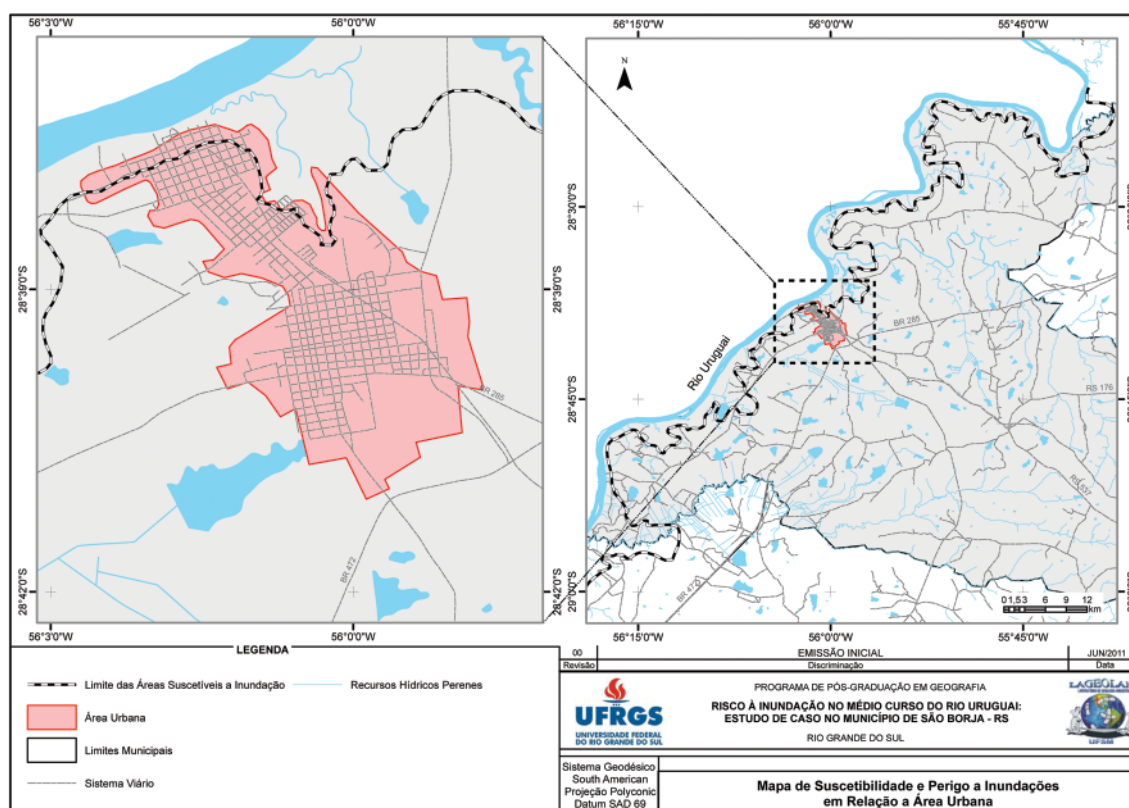 56°3'0"W
56°0'0"W
56°15'0"W
56°0'0"W
55°45'0"W
N
28°30'0"S
28°39'0"S
28°39'0"S
BR 285
Rio Uruguai
BR 285
28°45'0"S
RS 176
RS 537
BR 472
BR 472
28°42'0"S
29°0'0"S
0 1,5 3 6 9 12
km
56°3'0"W
56°0'0"W
56°15'0"W
56°0'0"W
55°45'0"W
LEGENDA
Limite das Áreas Suscetíveis a Inundação
Recursos Hídricos Perenes
Área Urbana
Limites Municipais
Sistema Viário
00
EMISSÃO INICIAL
JUN/2011
Revisão
Discriminação
Data
UFRGS
UNIVERSIDADE FEDERAL
DO RIO GRANDE DO SUL
PROGRAMA DE PÓS-GRADUAÇÃO EM GEOGRAFIA
RISCO À INUNDAÇÃO NO MÉDIO CURSO DO RIO URUGUAI:
ESTUDO DE CASO NO MUNICÍPIO DE SÃO BORJA - RS
RIO GRANDE DO SUL
LAGEOLAM
UFSM
Sistema Geodésico
South American
Projeção Polyconic
Datum SAD 69
Mapa de Suscetibilidade e Perigo a Inundações
em Relação a Área Urbana